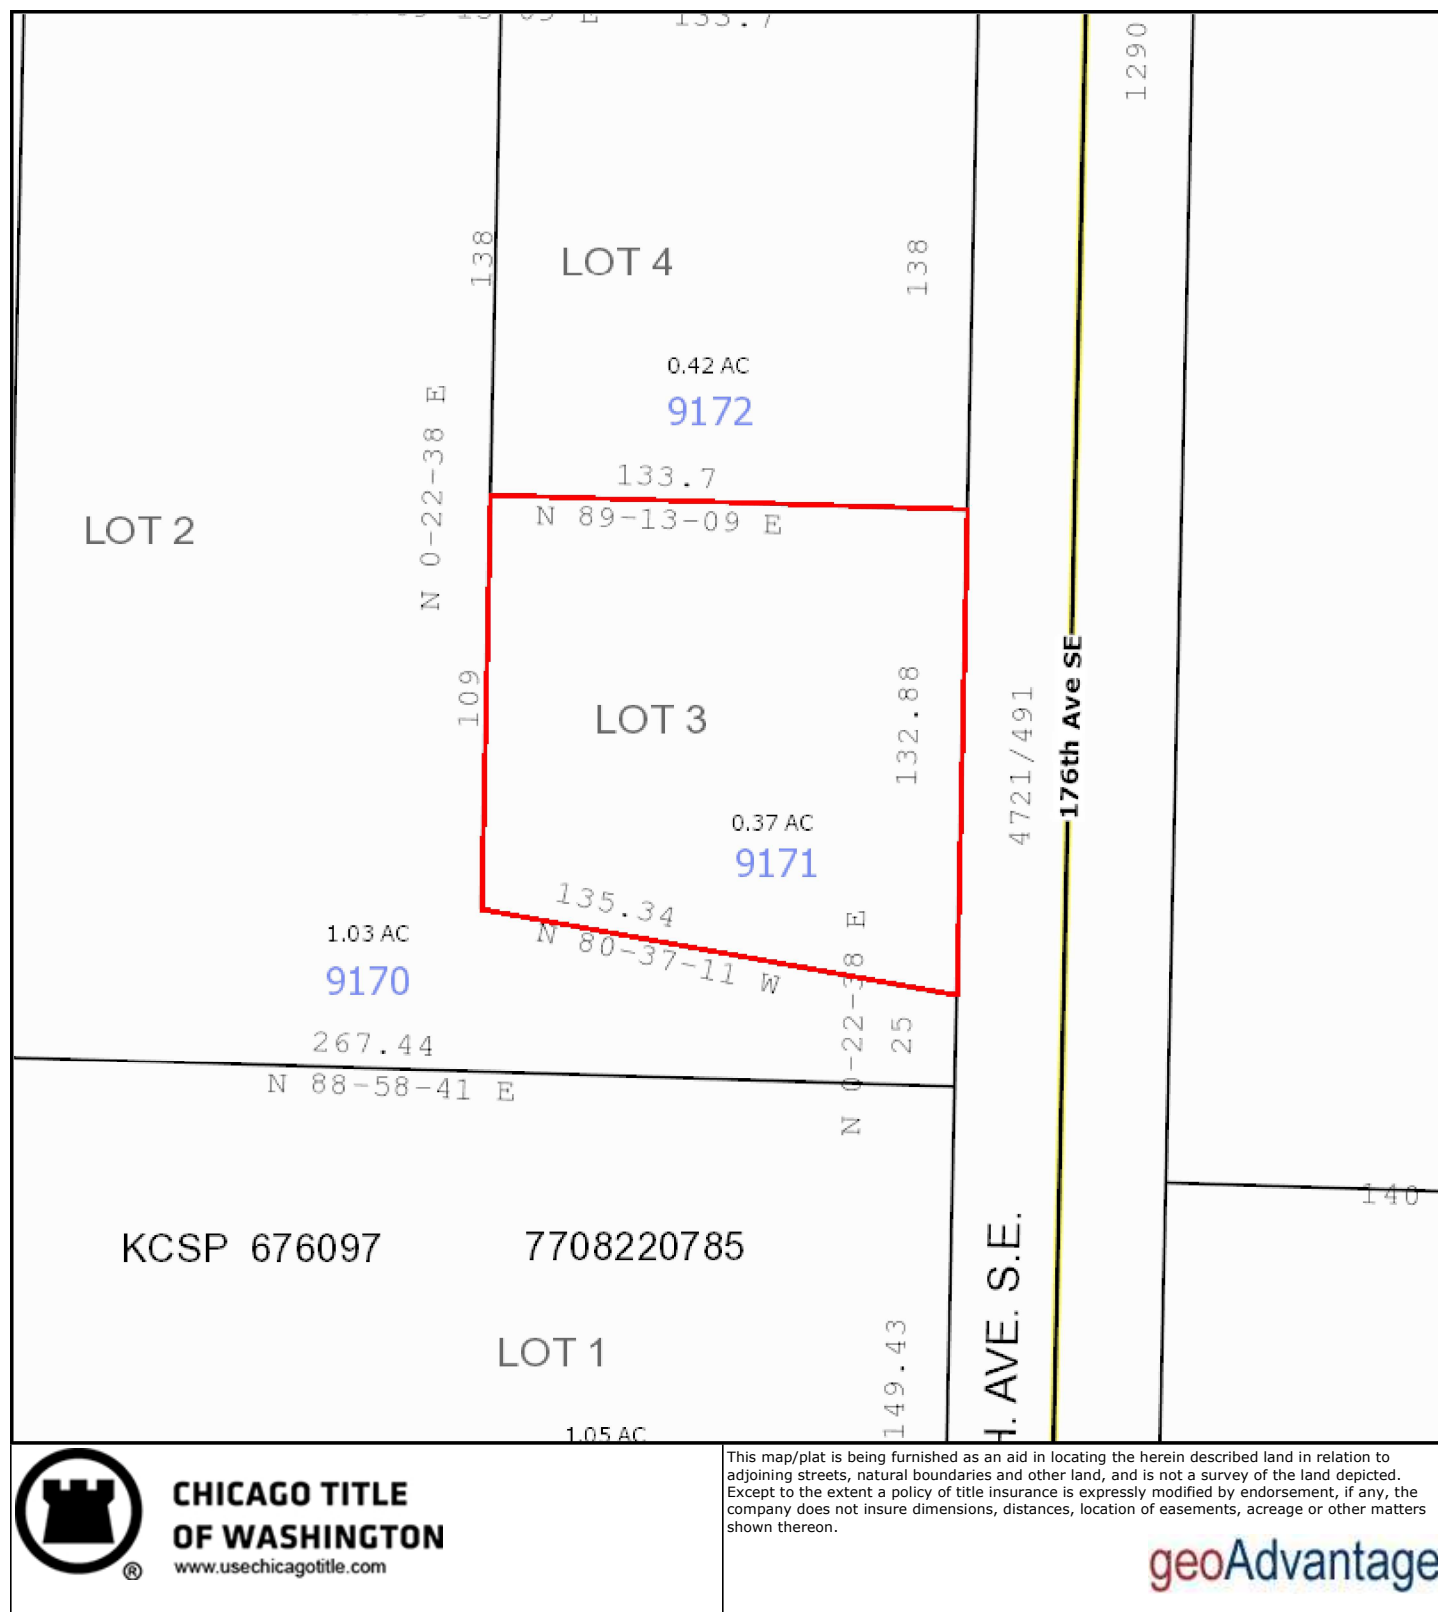 133.7
1290
138
LOT 4
138
0.42 AC
9172
N 0-22-38 E
133.7
N 89-13-09 E
LOT 2
109
LOT 3
132.88
4721/491
176th Ave SE
0.37 AC
9171
135.34
N 80-37-11 W
1.03 AC
9170
N 0-22-38 E
25
267.44
N 88-58-41 E
140
KCSP 676097 7708220785
LOT 1
149.43
H. AVE. S.E.
1.05 AC
CHICAGO TITLE
OF WASHINGTON
®
www.usechicagotitle.com
This map/plat is being furnished as an aid in locating the herein described land in relation to
adjoining streets, natural boundaries and other land, and is not a survey of the land depicted.
Except to the extent a policy of title insurance is expressly modified by endorsement, if any, the
company does not insure dimensions, distances, location of easements, acreage or other matters
shown thereon.
geoAdvantage